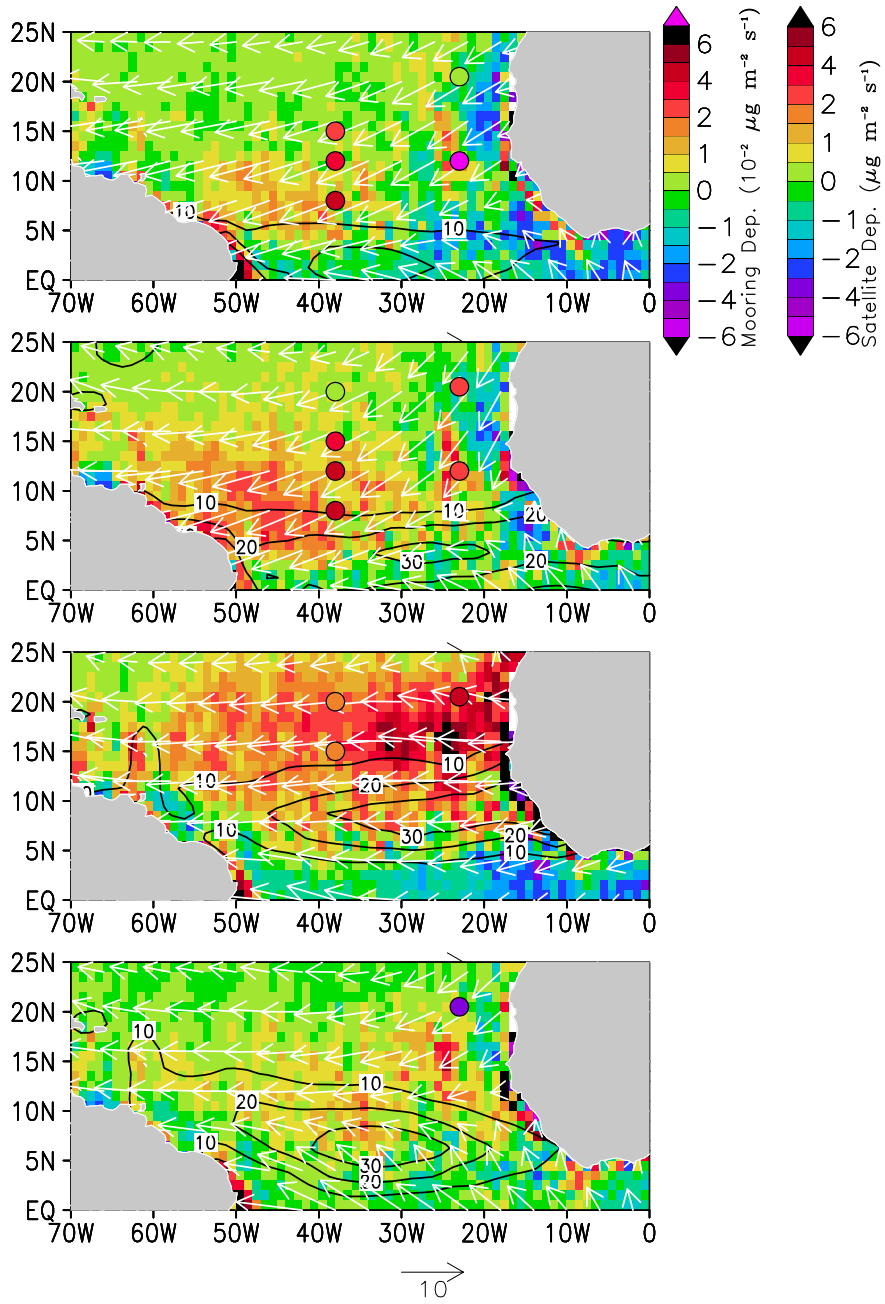 25N
20N
15N
10N
5N
EQ
70W 60W 50W 40W 30W 20W 10W 0
10
10
6
4
2
1
0
−1
−2
−4
−6
Mooring Dep. (10⁻² μg m⁻² s⁻¹)
6
4
2
1
0
−1
−2
−4
−6
Satellite Dep. (μg m⁻² s⁻¹)
25N
20N
15N
10N
5N
EQ
70W 60W 50W 40W 30W 20W 10W 0
10
10
20
20
30
20
25N
20N
15N
10N
5N
EQ
70W 60W 50W 40W 30W 20W 10W 0
10
10
20
10
30
20
10
25N
20N
15N
10N
5N
EQ
70W 60W 50W 40W 30W 20W 10W 0
10
10
20
10
30
20
10